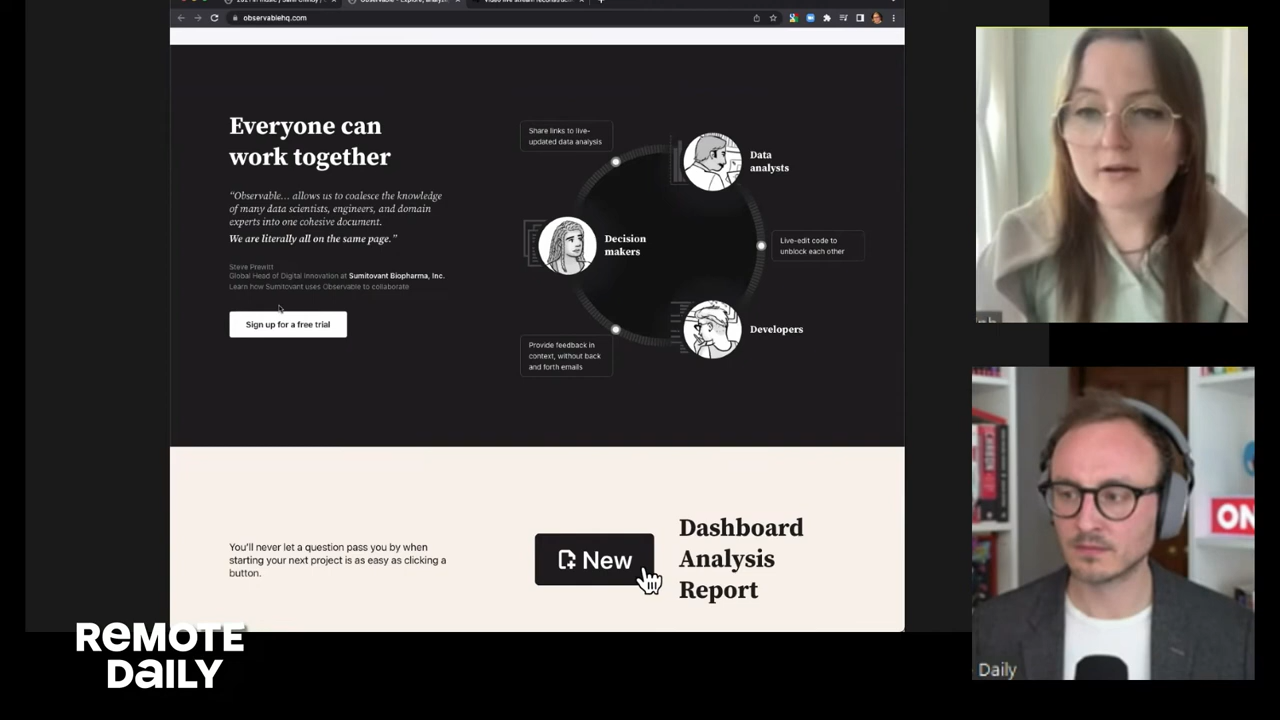 observablehq.com
Everyone can
work together
“Observable... allows us to coalesce the knowledge
of many data scientists, engineers, and domain
experts into one cohesive document.
We are literally all on the same page.”
Steve Prewitt
Global Head of Digital Innovation at Sumitovant Biopharma, Inc.
Learn how Sumitovant uses Observable to collaborate
Sign up for a free trial
Share links to live-
updated data analysis
Data
analysts
Decision
makers
Live-edit code to
unblock each other
Developers
Provide feedback in
context, without back
and forth emails
You’ll never let a question pass you by when
starting your next project is as easy as clicking a
button.
New
Dashboard
Analysis
Report
REMOTE
DAILY
ON
Daily